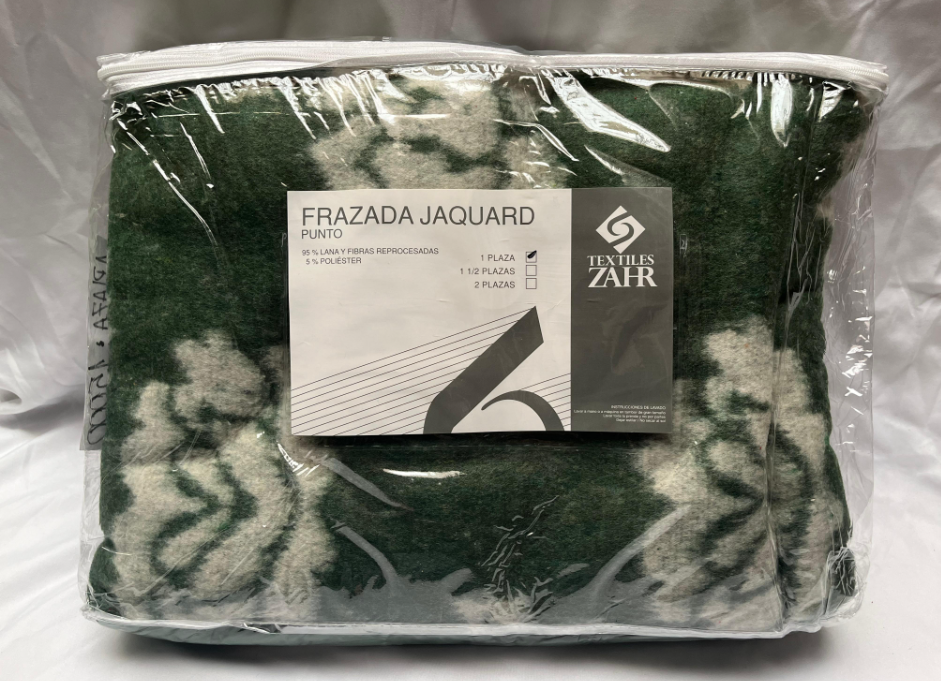 FRAZADA JAQUARD
PUNTO
95 % LANA Y FIBRAS REPROCESADAS
5 % POLIÉSTER
1 PLAZA
1 1/2 PLAZAS
2 PLAZAS
TEXTILES
ZAHR
INSTRUCCIONES DE LAVADO